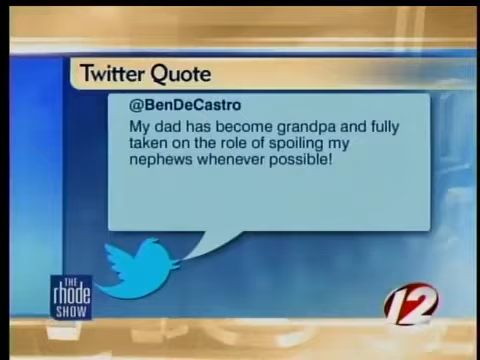 Twitter Quote
@BenDeCastro
My dad has become grandpa and fully
taken on the role of spoiling my
nephews whenever possible!
THE
rhode
SHOW
12